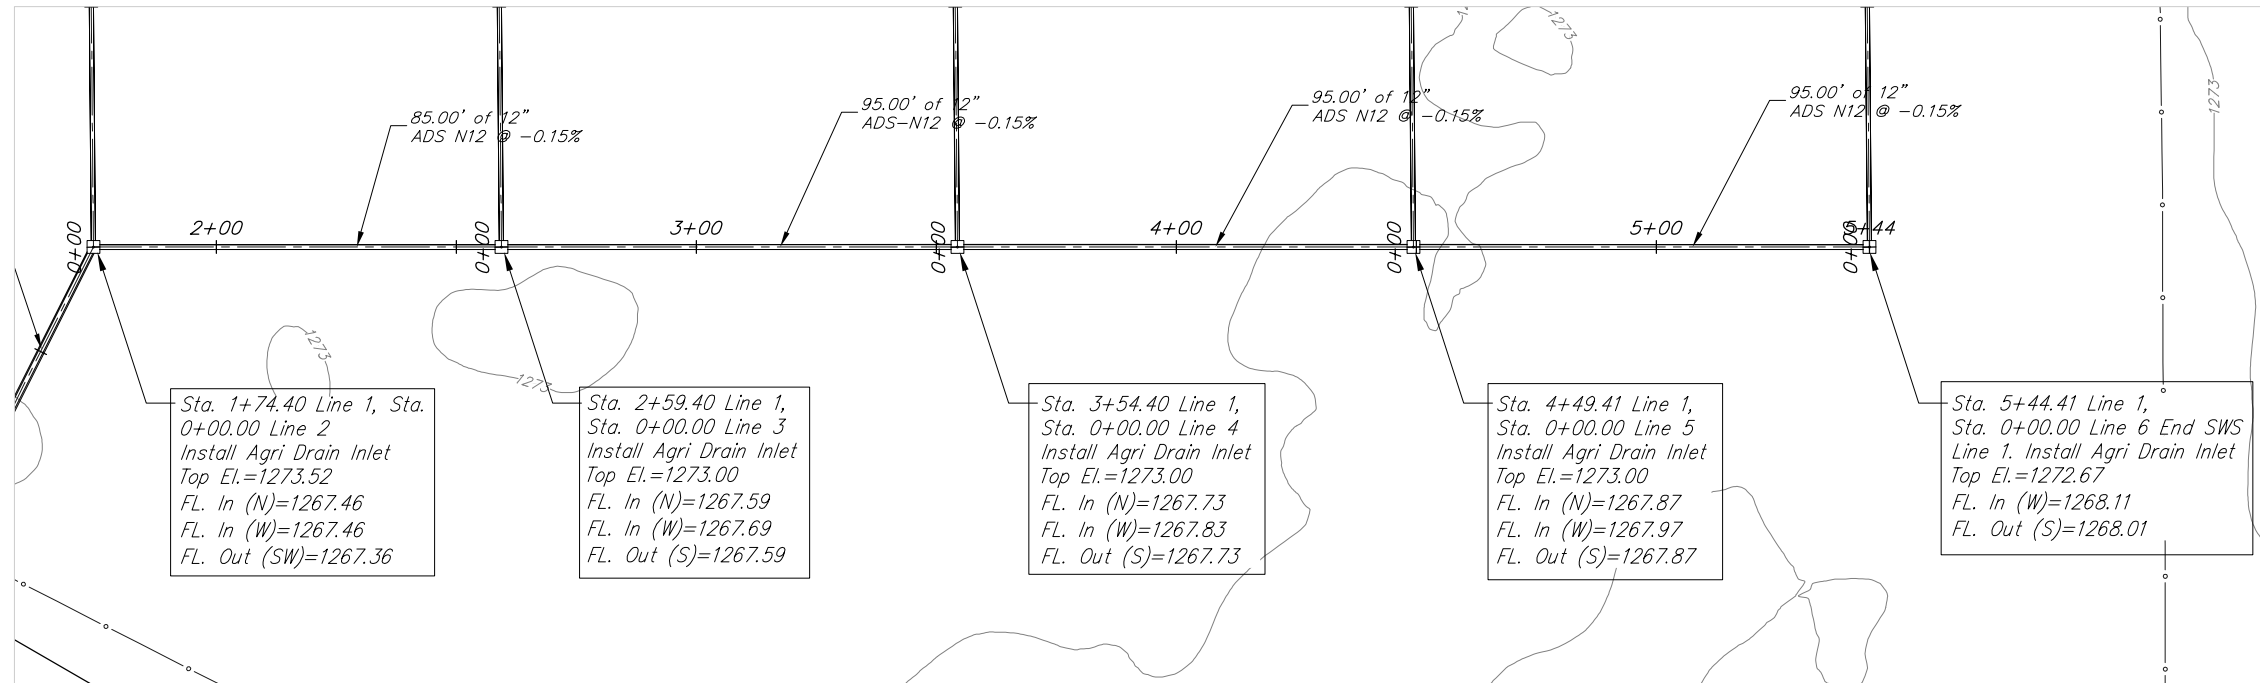 1273
85.00' of 12"
ADS N12 @ -0.15%
95.00' of 12"
ADS-N12 @ -0.15%
95.00' of 12"
ADS N12 @ -0.15%
95.00' of 12"
ADS N12 @ -0.15%
1273
0+00
2+00
0+00
3+00
0+00
4+00
0+00
5+00
0+00
5+44
1273
1273
Sta. 1+74.40 Line 1, Sta.
0+00.00 Line 2
Install Agri Drain Inlet
Top El.=1273.52
FL. In (N)=1267.46
FL. In (W)=1267.46
FL. Out (SW)=1267.36
Sta. 2+59.40 Line 1,
Sta. 0+00.00 Line 3
Install Agri Drain Inlet
Top El.=1273.00
FL. In (N)=1267.59
FL. In (W)=1267.69
FL. Out (S)=1267.59
Sta. 3+54.40 Line 1,
Sta. 0+00.00 Line 4
Install Agri Drain Inlet
Top El.=1273.00
FL. In (N)=1267.73
FL. In (W)=1267.83
FL. Out (S)=1267.73
Sta. 4+49.41 Line 1,
Sta. 0+00.00 Line 5
Install Agri Drain Inlet
Top El.=1273.00
FL. In (N)=1267.87
FL. In (W)=1267.97
FL. Out (S)=1267.87
Sta. 5+44.41 Line 1,
Sta. 0+00.00 Line 6 End SWS
Line 1. Install Agri Drain Inlet
Top El.=1272.67
FL. In (W)=1268.11
FL. Out (S)=1268.01